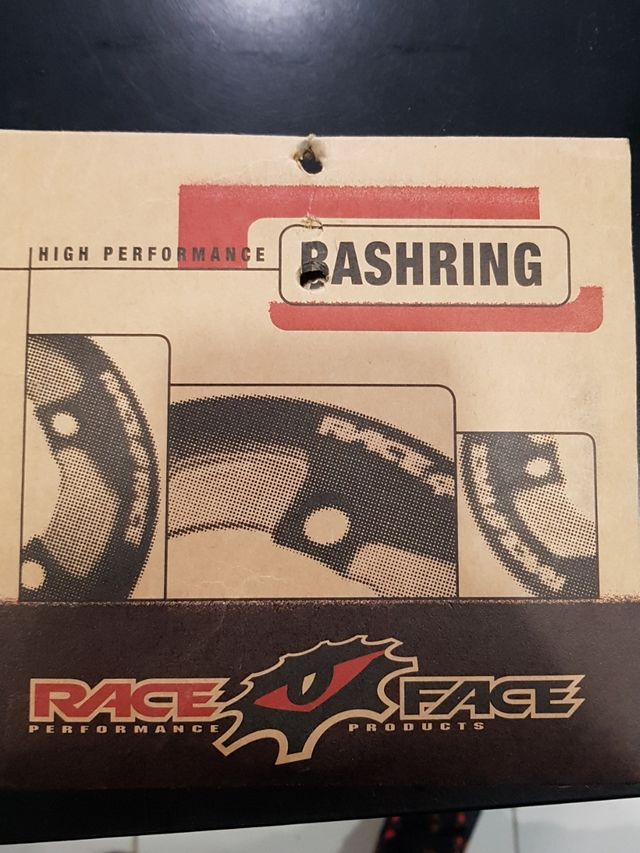 HIGH PERFORMANCE
BASHRING
RACE FACE
PERFORMANCE PRODUCTS